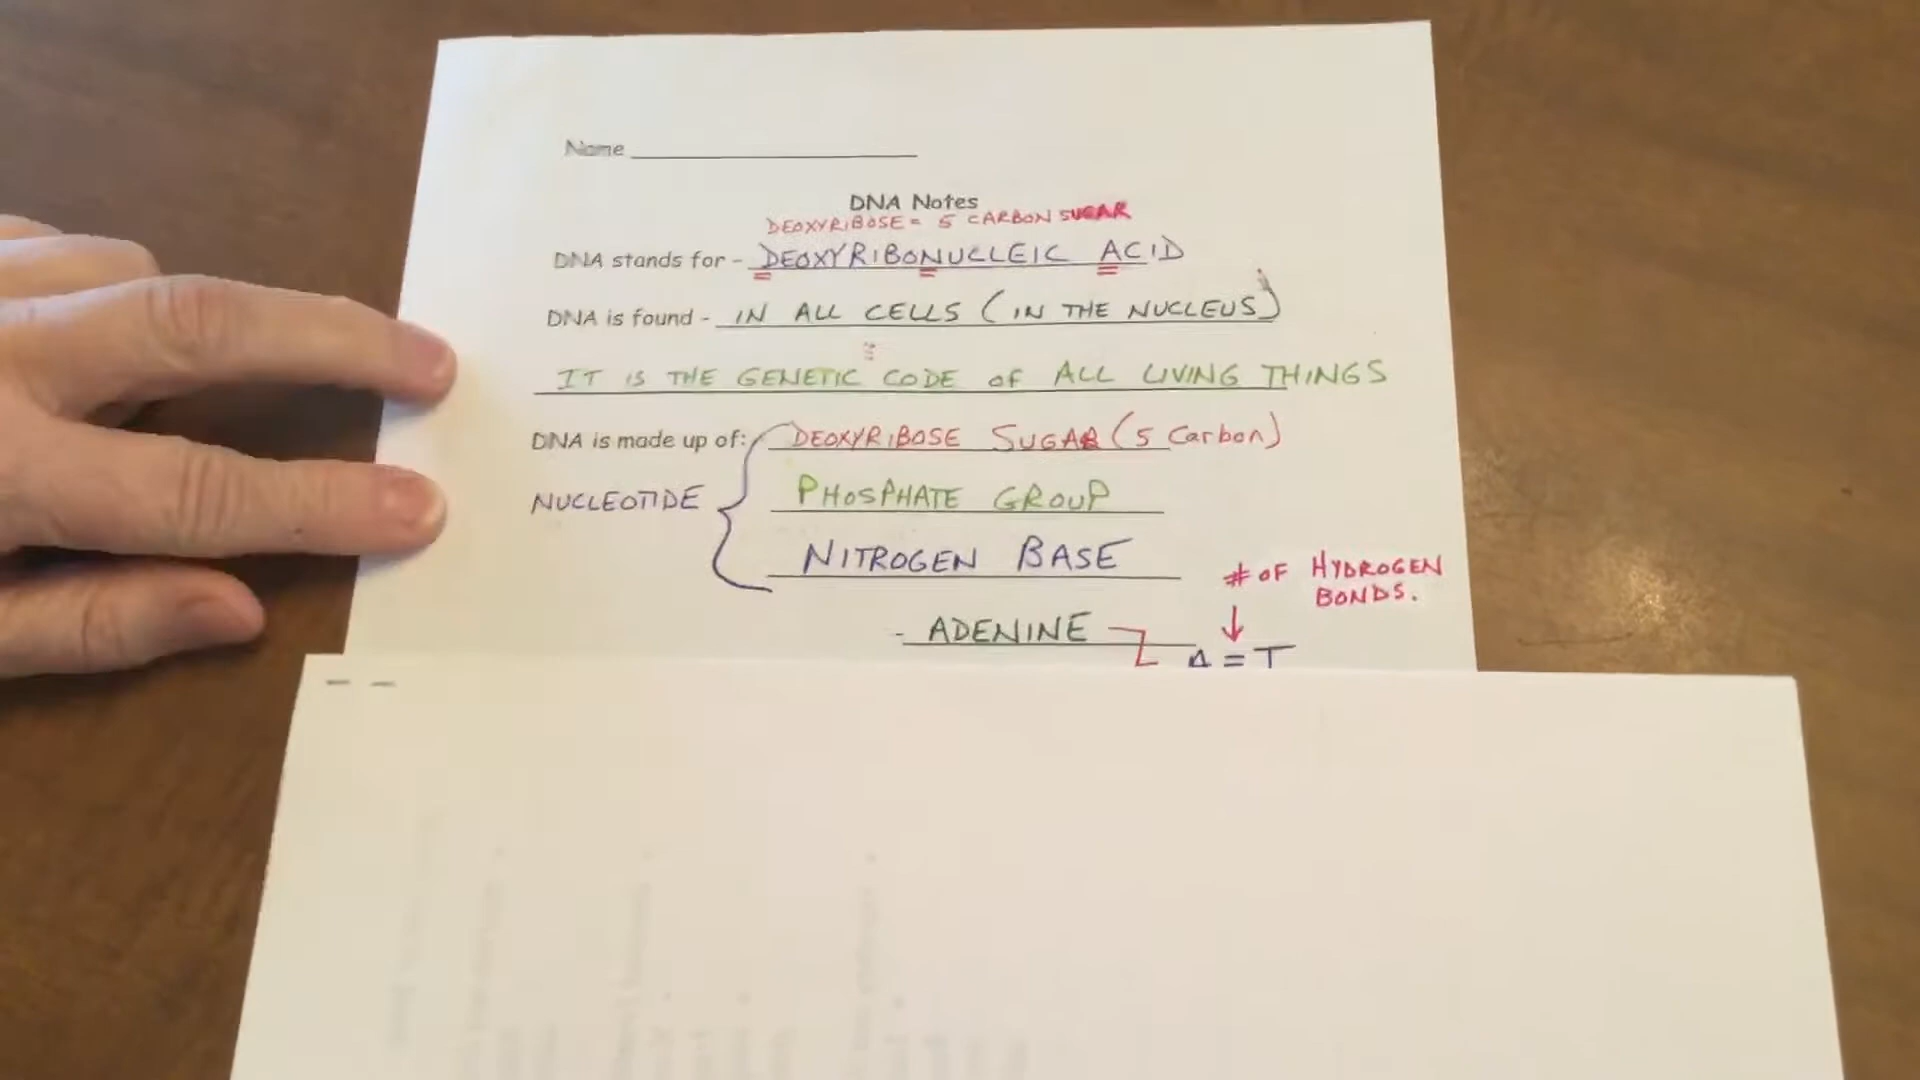 Name
DNA Notes
DEOXYRIBOSE = 5 CARBON SUGAR
DNA stands for - DEOXYRIBONUCLEIC ACID
DNA is found - IN ALL CELLS (IN THE NUCLEUS)
IT IS THE GENETIC CODE OF ALL LIVING THINGS
DNA is made up of: DEOXYRIBOSE SUGAR (5 Carbon)
NUCLEOTIDE PHOSPHATE GROUP
NITROGEN BASE
# OF HYDROGEN
BONDS.
- ADENINE
A = T